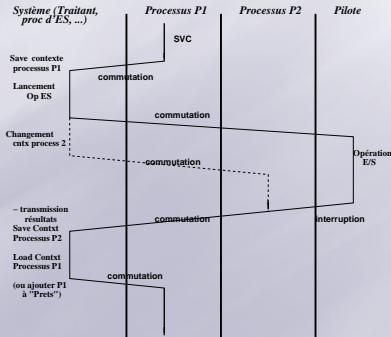 Système (Traitant,
proc d'ES, ...)
Processus P1
Processus P2
Pilote
SVC
Save contexte
processus P1
commutation
Lancement
Op ES
commutation
Changement
cntx process 2
commutation
Opération
E/S
– transmission
résultats
commutation
interruption
Save Contxt
Processus P2
Load Contxt
Processus P1
commutation
(ou ajouter P1
à "Prets")